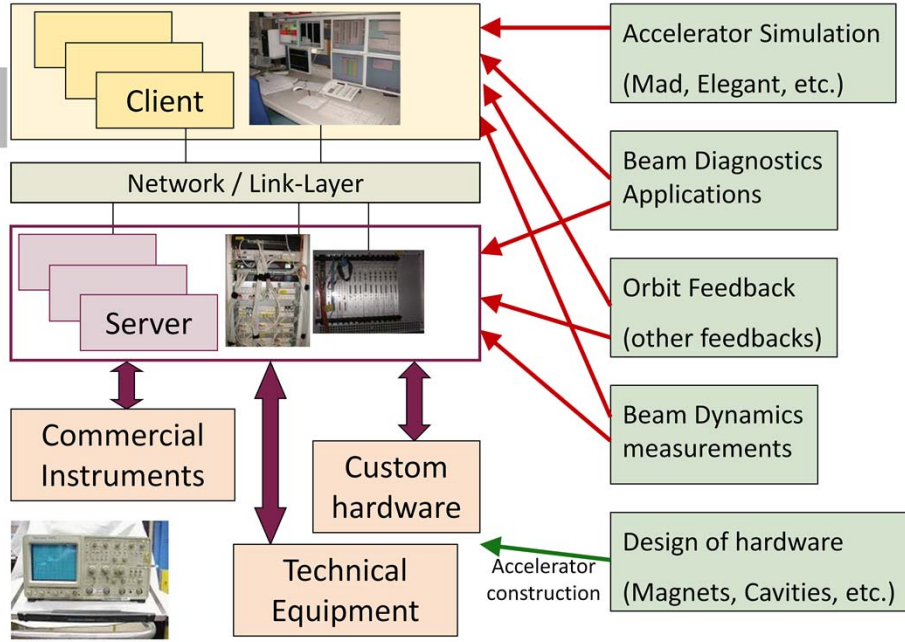 Client
Network / Link-Layer
Server
Commercial
Instruments
Custom
hardware
Technical
Equipment
Accelerator Simulation
(Mad, Elegant, etc.)
Beam Diagnostics
Applications
Orbit Feedback
(other feedbacks)
Beam Dynamics
measurements
Accelerator
construction
Design of hardware
(Magnets, Cavities, etc.)